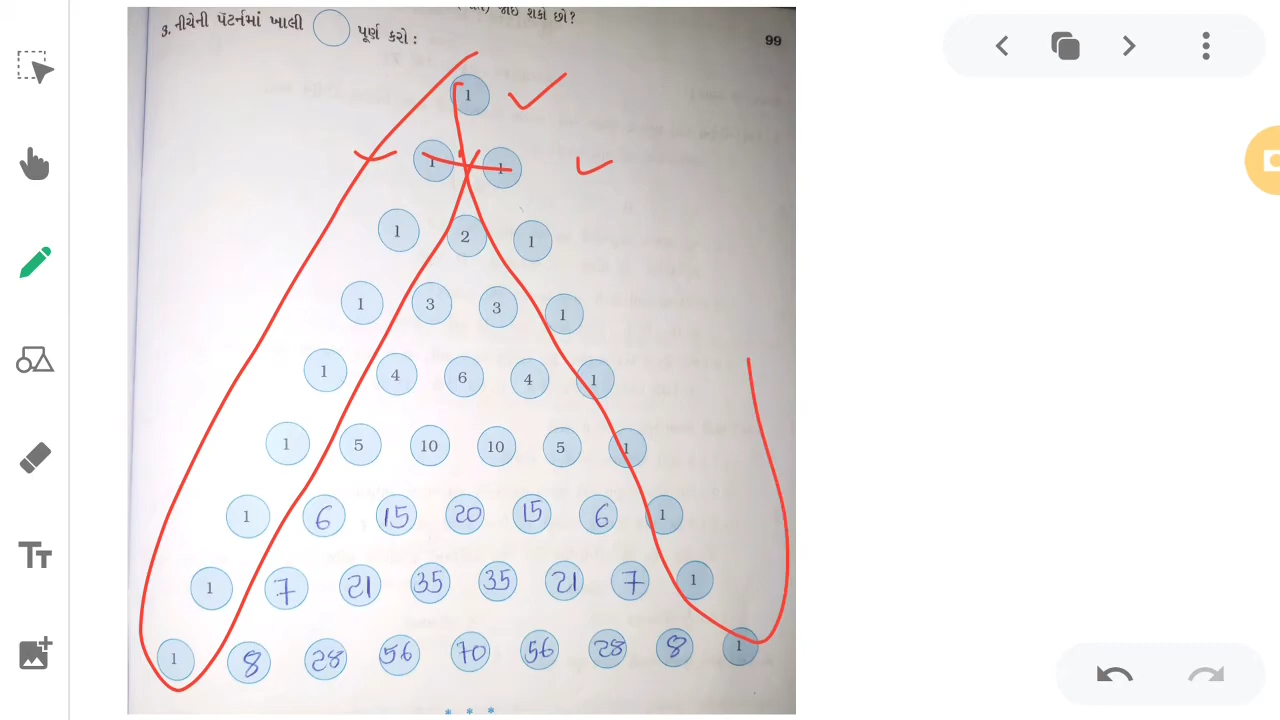 જોઈ શકો છો?
૩. નીચેની પૅટર્નમાં ખાલી પૂર્ણ કરો :
99
1
1 1
1 2 1
1 3 3 1
1 4 6 4 1
1 5 10 10 5 1
1 6 15 20 15 6 1
1 7 21 35 35 21 7 1
1 8 28 56 70 56 28 8 1
* * *